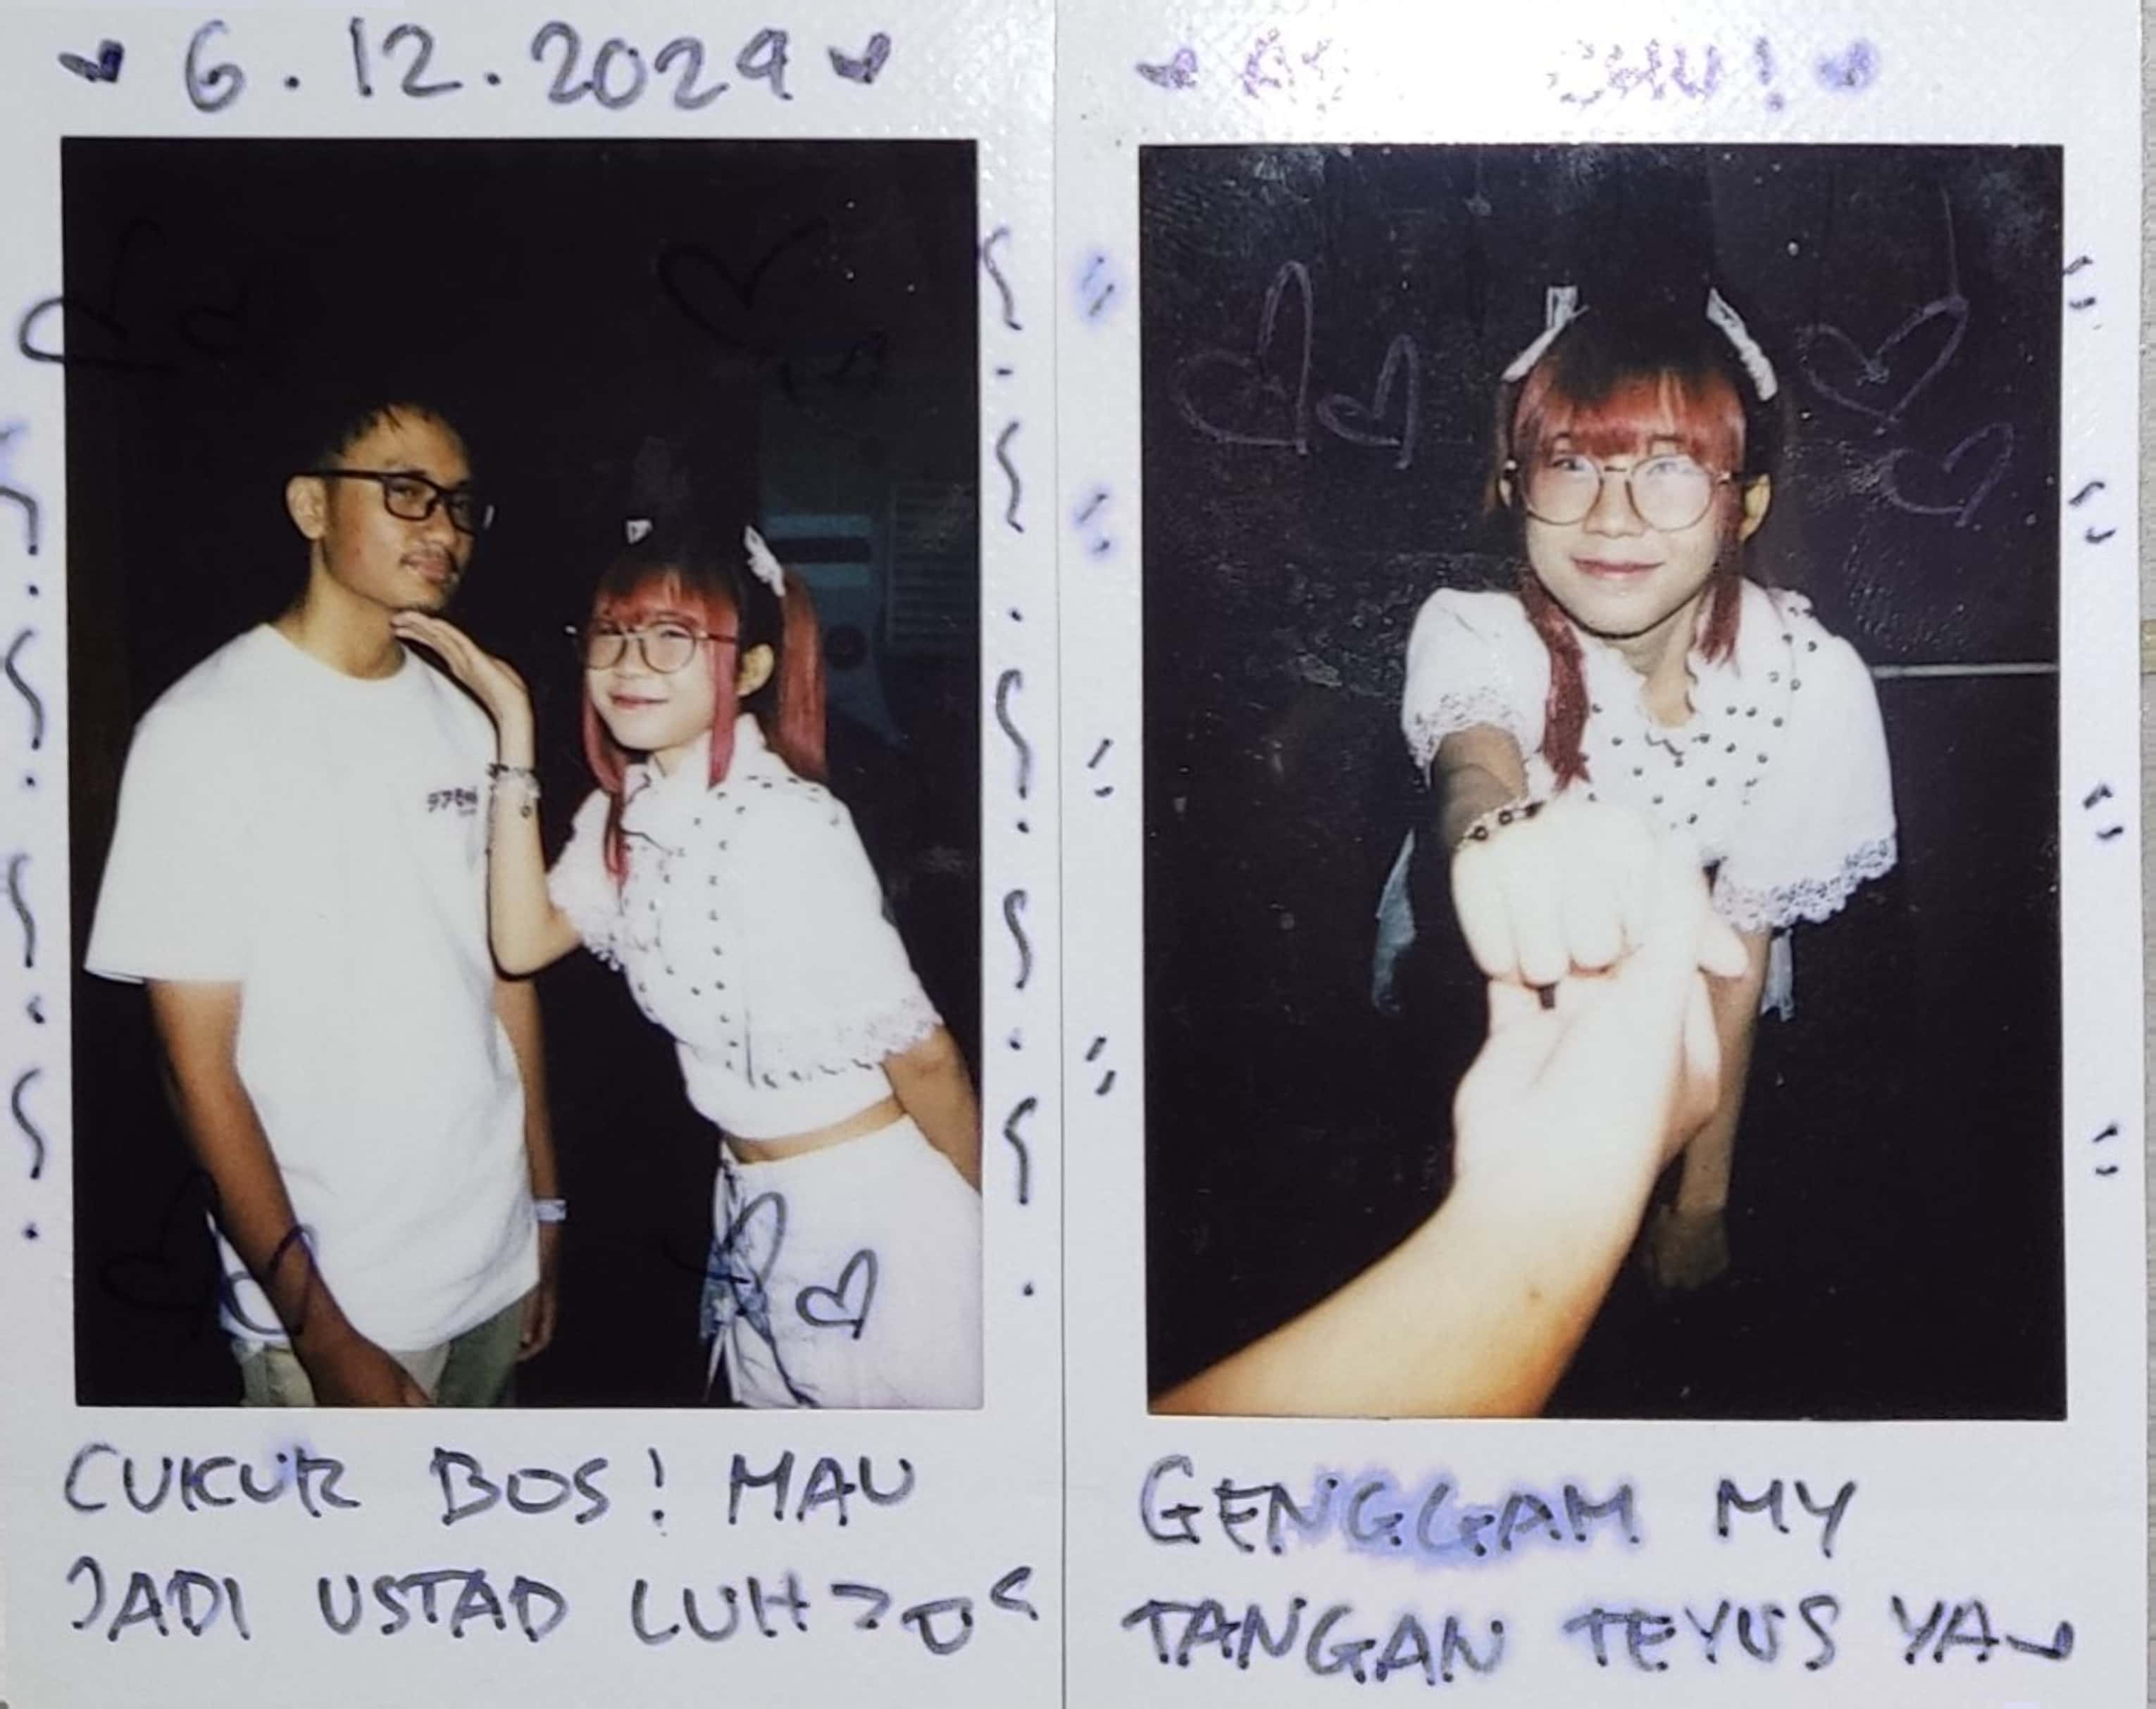 6.12.2024
CUKUR BOS! MAU
JADI USTAD LUH >o<
GENGGAM MY
TANGAN TEYUS YA